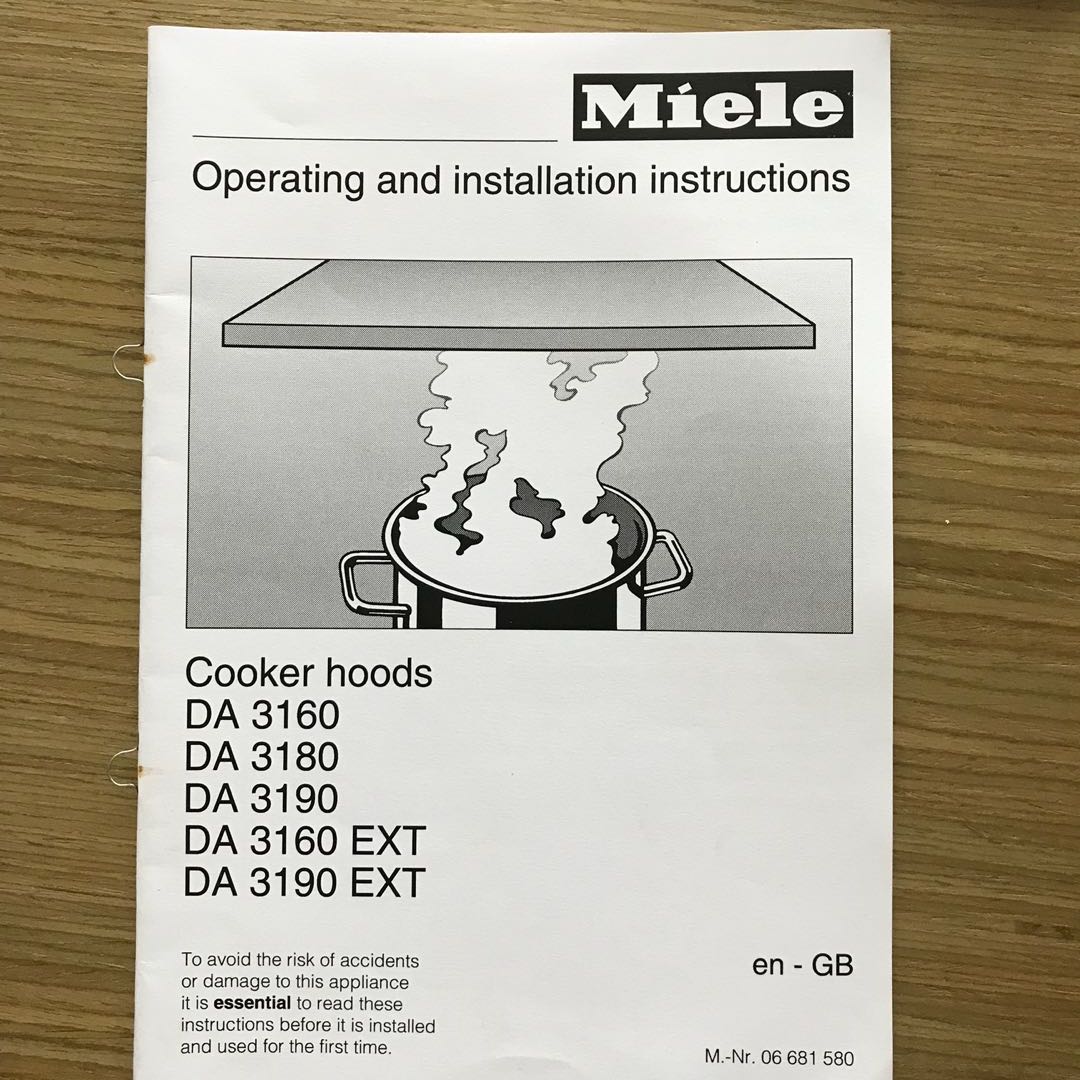 Miele
Operating and installation instructions
Cooker hoods
DA 3160
DA 3180
DA 3190
DA 3160 EXT
DA 3190 EXT
To avoid the risk of accidents
or damage to this appliance
it is essential to read these
instructions before it is installed
and used for the first time.
en - GB
M.-Nr. 06 681 580